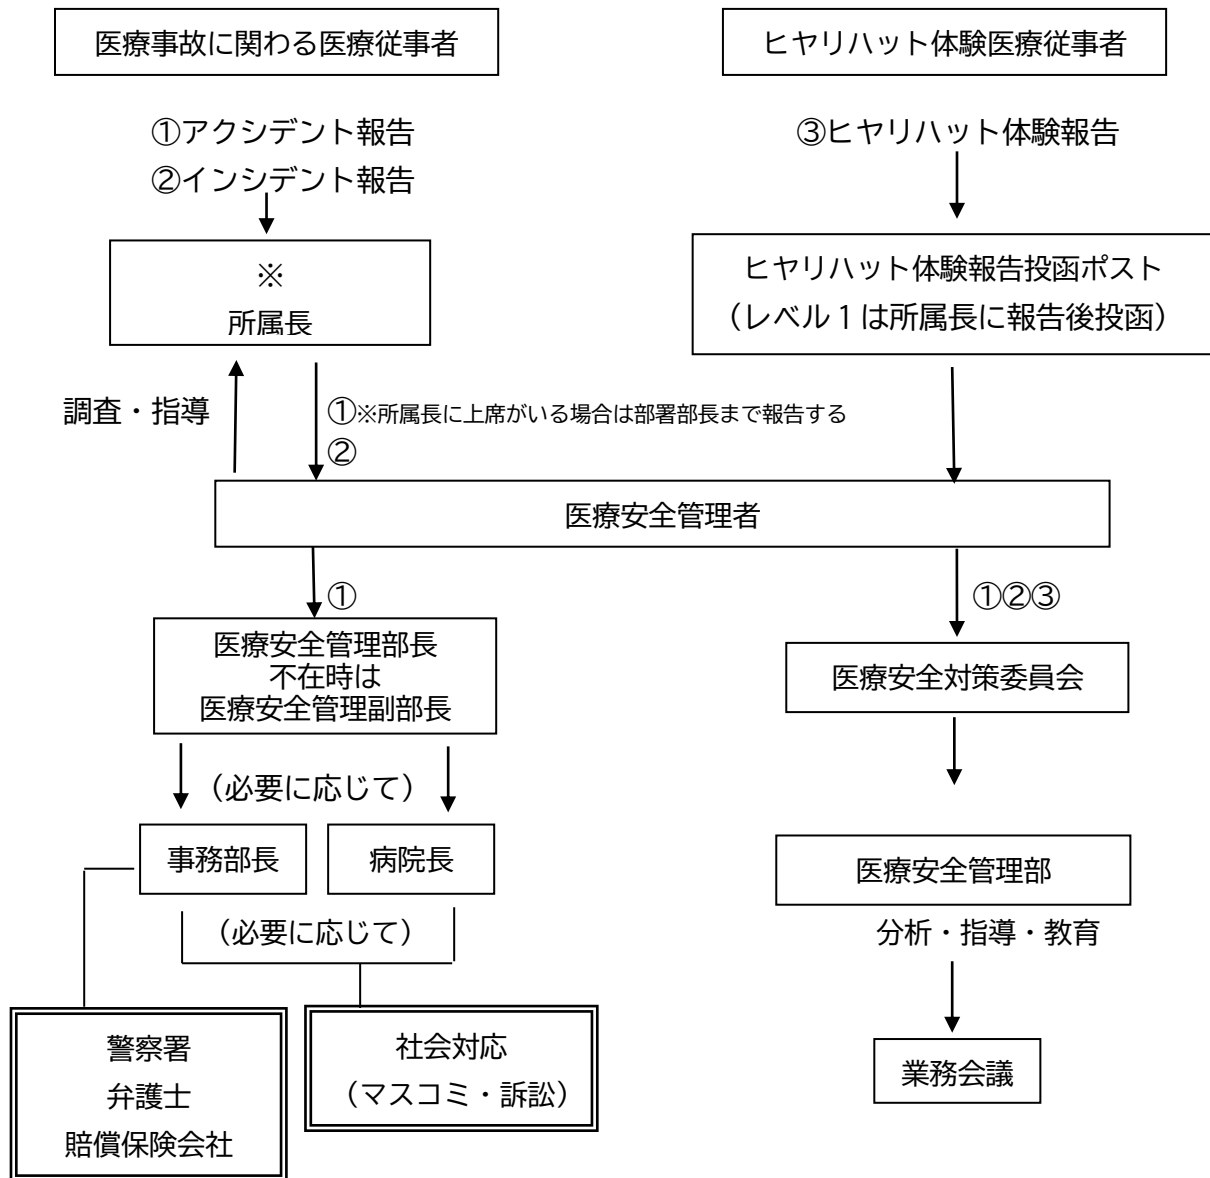 医療事故に関わる医療従事者
ヒヤリハット体験医療従事者
①アクシデント報告
②インシデント報告
③ヒヤリハット体験報告
※
所属長
ヒヤリハット体験報告投函ポスト
（レベル１は所属長に報告後投函）
調査・指導
①※所属長に上席がいる場合は部署部長まで報告する
②
医療安全管理者
①
①②③
医療安全管理部長
不在時は
医療安全管理副部長
医療安全対策委員会
（必要に応じて）
事務部長
病院長
医療安全管理部
（必要に応じて）
分析・指導・教育
警察署
弁護士
賠償保険会社
社会対応
（マスコミ・訴訟）
業務会議